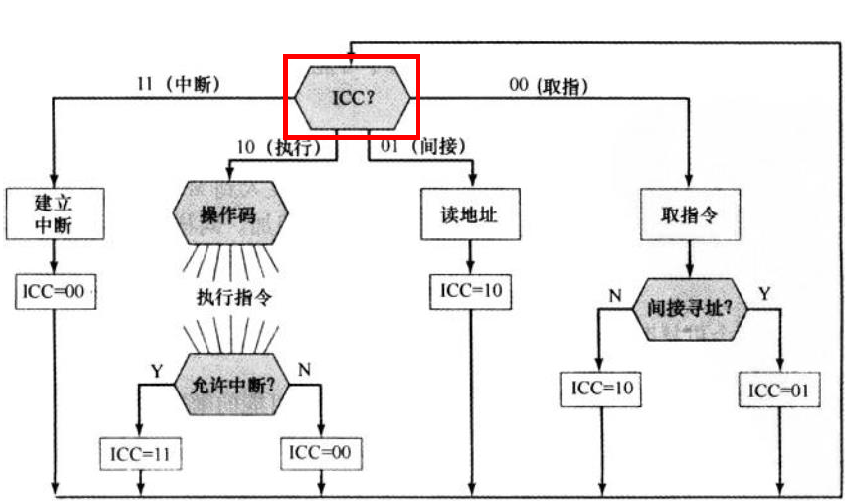 ICC?
11（中断）
00 (取指)
10（执行）
01（间接）
建立
中断
操作码
读地址
取指令
ICC=00
执行指令
ICC=10
N
间接寻址?
Y
Y
允许中断?
N
ICC=10
ICC=01
ICC=11
ICC=00